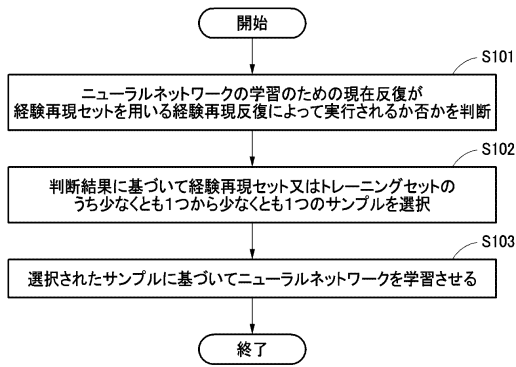 開始
S101
ニューラルネットワークの学習のための現在反復が
経験再現セットを用いる経験再現反復によって実行されるか否かを判断
S102
判断結果に基づいて経験再現セット又はトレーニングセットの
うち少なくとも1つから少なくとも1つのサンプルを選択
S103
選択されたサンプルに基づいてニューラルネットワークを学習させる
終了